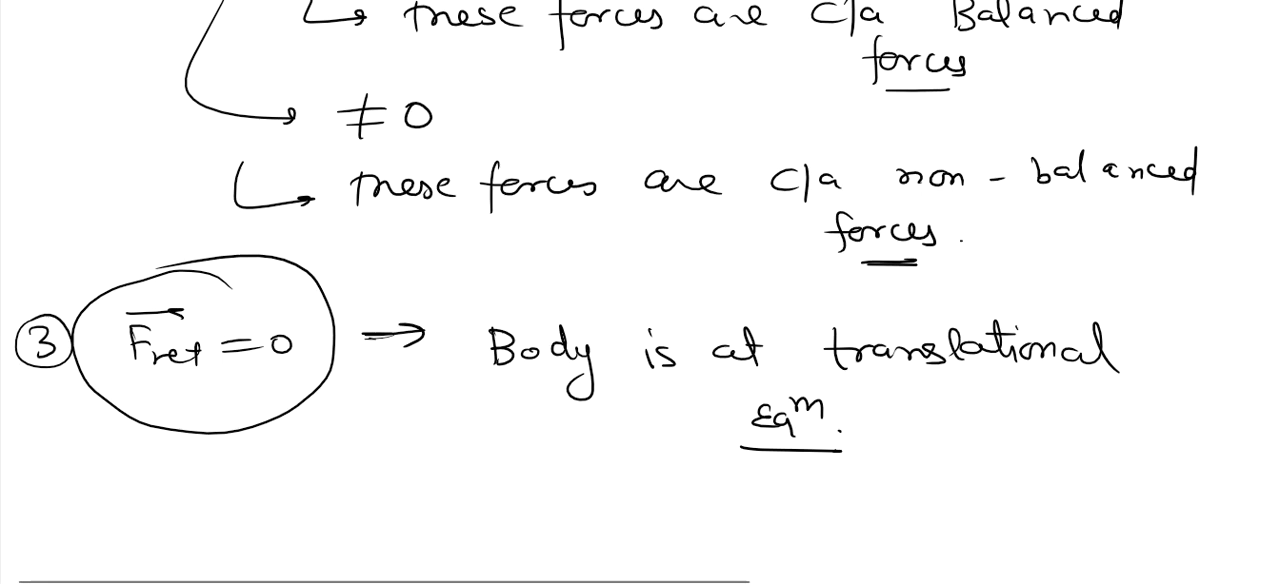 ↳ these forces are c/a Balanced
forces
→ ≠ 0
↳ these forces are c/a non-balanced
forces.
③ F⃗net = 0 → Body is at translational
Eqᵐ.